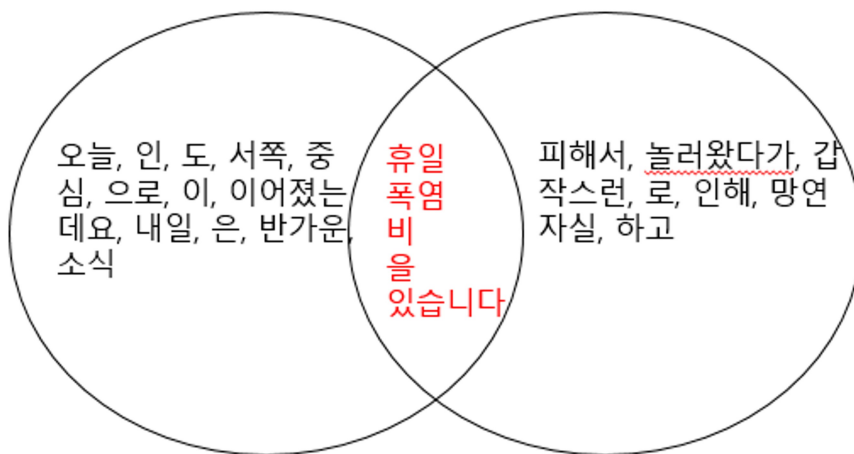 오늘, 인, 도, 서쪽, 중
심, 으로, 이, 이어졌는
데요, 내일, 은, 반가운,
소식
휴일
폭염
비
을
있습니다
피해서, 놀러왔다가, 갑
작스런, 로, 인해, 망연
자실, 하고